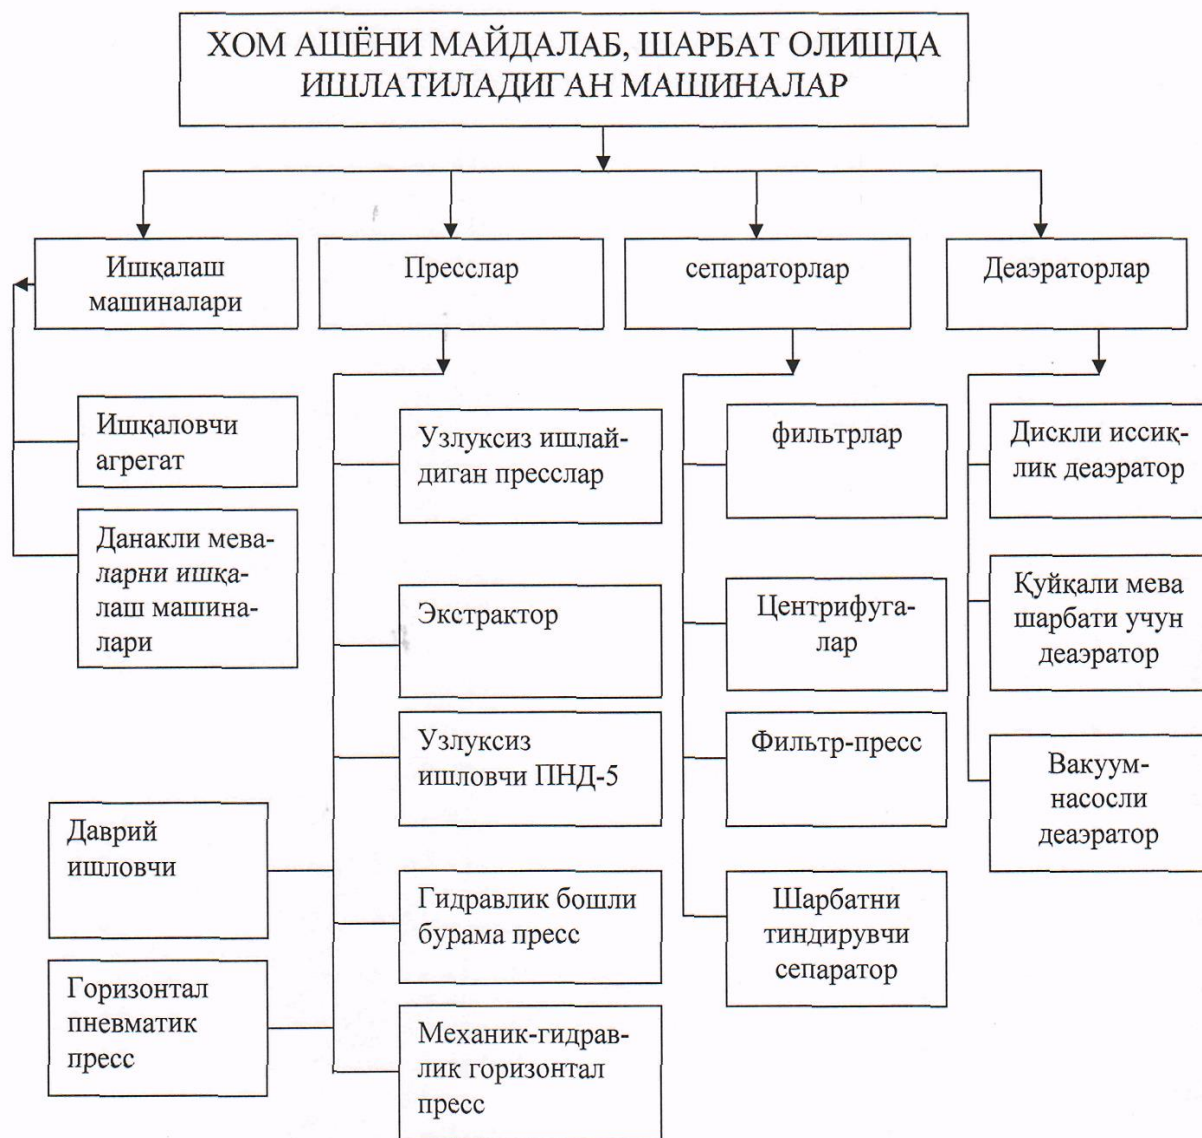 ХОМ АШЁНИ МАЙДАЛАБ, ШАРБАТ ОЛИШДА
ИШЛАТИЛАДИГАН МАШИНАЛАР
Ишқалаш
машиналари
Пресслар
сепараторлар
Деаэраторлар
Ишқаловчи
агрегат
Данакли мева-
ларни ишқа-
лаш машина-
лари
Узлуксиз ишлай-
диган пресслар
Экстрактор
Узлуксиз
ишловчи ПНД-5
Даврий
ишловчи
Гидравлик бошли
бурама пресс
Горизонтал
пневматик
пресс
Механик-гидрав-
лик горизонтал
пресс
фильтрлар
Центрифуга-
лар
Фильтр-пресс
Шарбатни
тиндирувчи
сепаратор
Дискли иссиқ-
лик деаэратор
Қуйқали мева
шарбати учун
деаэратор
Вакуум-
насосли
деаэратор